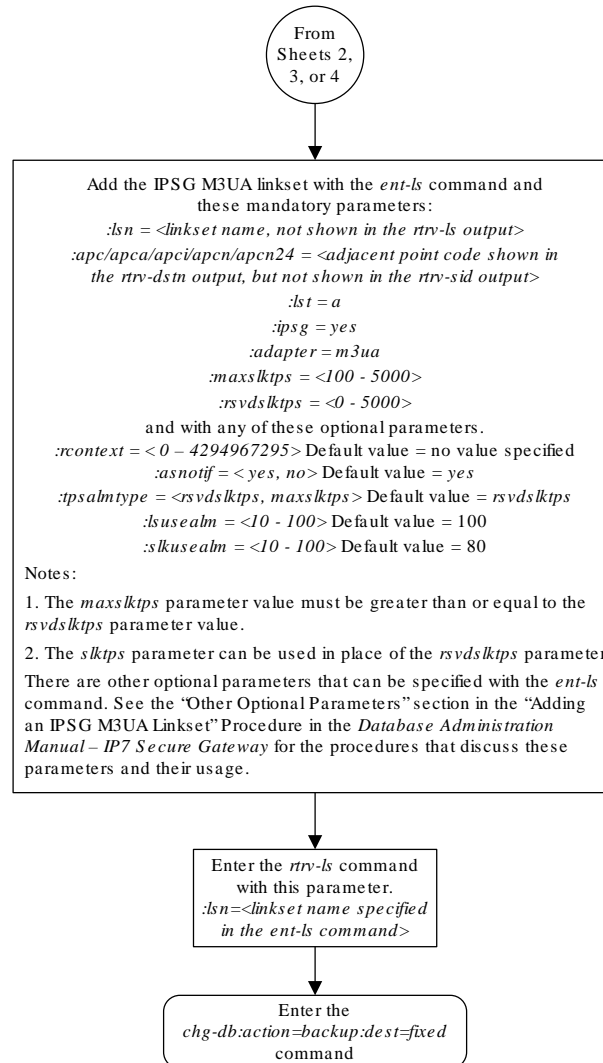 From
Sheets 2,
3, or 4
Add the IPSG M3UA linkset with the ent-ls command and
these mandatory parameters:
:lsn = <linkset name, not shown in the rtrv-ls output>
:apc/apca/apci/apcn/apcn24 = <adjacent point code shown in
the rtrv-dstn output, but not shown in the rtrv-sid output>
:lst = a
:ipsg = yes
:adapter = m3ua
:maxslktps = <100 - 5000>
:rsvdslktps = <0 - 5000>
and with any of these optional parameters.
:rcontext = < 0 – 4294967295> Default value = no value specified
:asnotif = < yes, no> Default value = yes
:tpsalmtype = <rsvdslktps, maxslktps> Default value = rsvdslktps
:lsusealm = <10 - 100> Default value = 100
:slkusealm = <10 - 100> Default value = 80
Notes:
1. The maxslktps parameter value must be greater than or equal to the
rsvdslktps parameter value.
2. The slktps parameter can be used in place of the rsvdslktps parameter
There are other optional parameters that can be specified with the ent-ls
command. See the “Other Optional Parameters” section in the “Adding
an IPSG M3UA Linkset” Procedure in the Database Administration
Manual – IP7 Secure Gateway for the procedures that discuss these
parameters and their usage.
Enter the rtrv-ls command
with this parameter.
:lsn=<linkset name specified
in the ent-ls command>
Enter the
chg-db:action=backup:dest=fixed
command